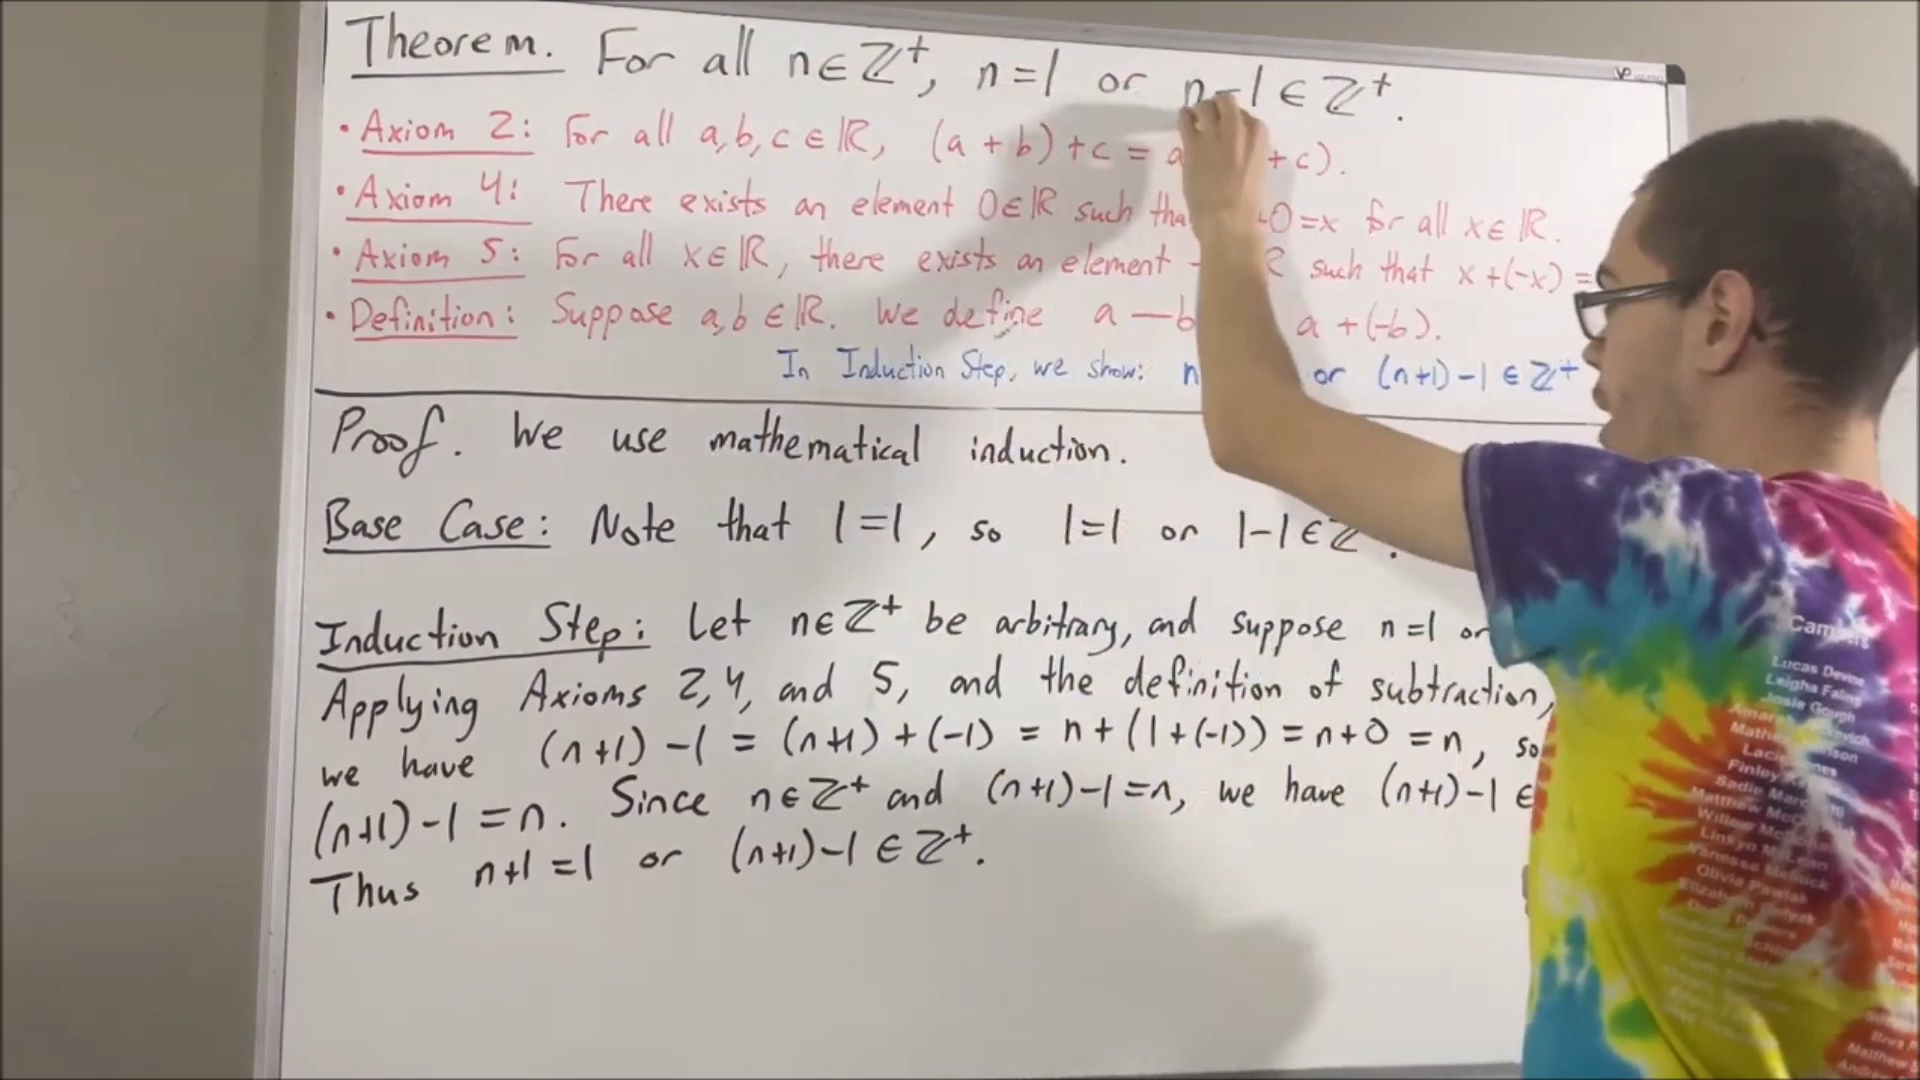 Theorem. For all n∈ℤ⁺, n=1 or n-1∈ℤ⁺.
• Axiom 2: For all a,b,c∈ℝ, (a+b)+c = a +c).
• Axiom 4: There exists an element 0∈ℝ such +0=x for all x∈ℝ.
• Axiom 5: For all x∈ℝ, there exists an element - such that x+(-x)=
• Definition: Suppose a,b∈ℝ. We define a-b a+(-b).
In Induction Step, we show: n or (n+1)-1∈ℤ⁺
Proof. We use mathematical induction.
Base Case: Note that 1=1, so 1=1 or 1-1∈ℤ .
Induction Step: Let n∈ℤ⁺ be arbitrary, and suppose n=1 or
Applying Axioms 2,4, and 5, and the definition of subtraction,
we have (n+1)-1 = (n+1)+(-1) = n+(1+(-1)) = n+0 = n, so
(n+1)-1=n. Since n∈ℤ⁺ and (n+1)-1=n, we have (n+1)-1∈
Thus n+1=1 or (n+1)-1∈ℤ⁺.
Lucas Devine
Josie Gough